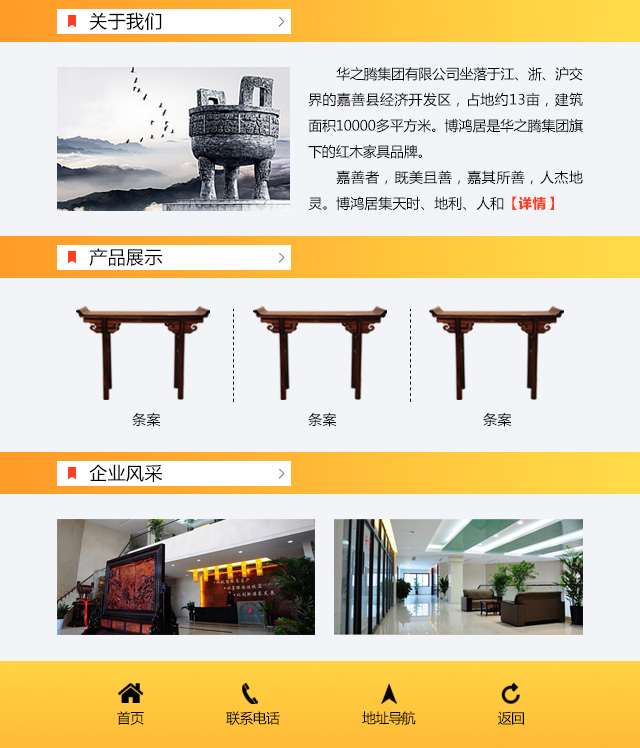 关于我们
华之腾集团有限公司坐落于江、浙、沪交
界的嘉善县经济开发区，占地约13亩，建筑
面积10000多平方米。博鸿居是华之腾集团旗
下的红木家具品牌。
嘉善者，既美且善，嘉其所善，人杰地
灵。博鸿居集天时、地利、人和【详情】
产品展示
条案
条案
条案
企业风采
首页
联系电话
地址导航
返回